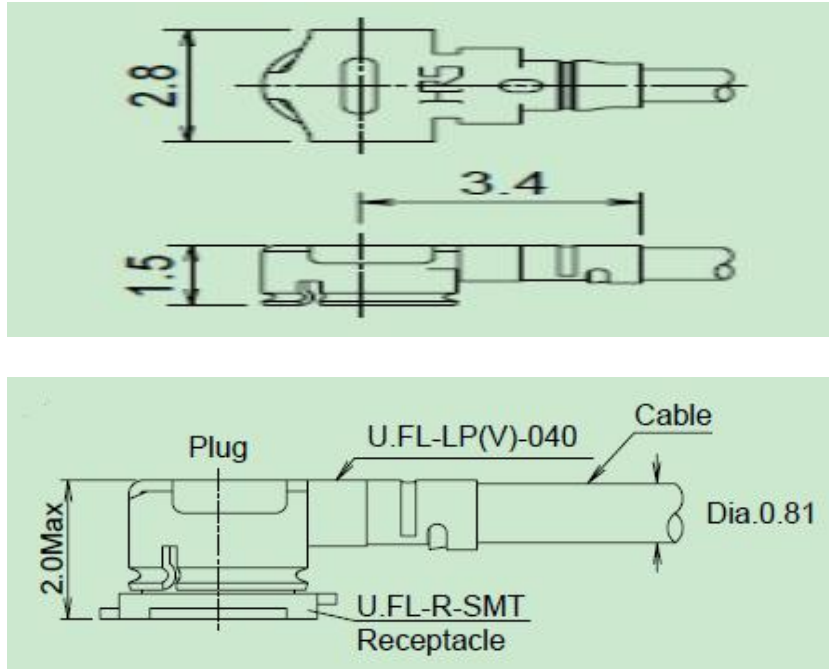 2.8
HR5
3.4
1.5
Plug
U.FL-LP(V)-040
Cable
2.0Max
Dia.0.81
U.FL-R-SMT
Receptacle